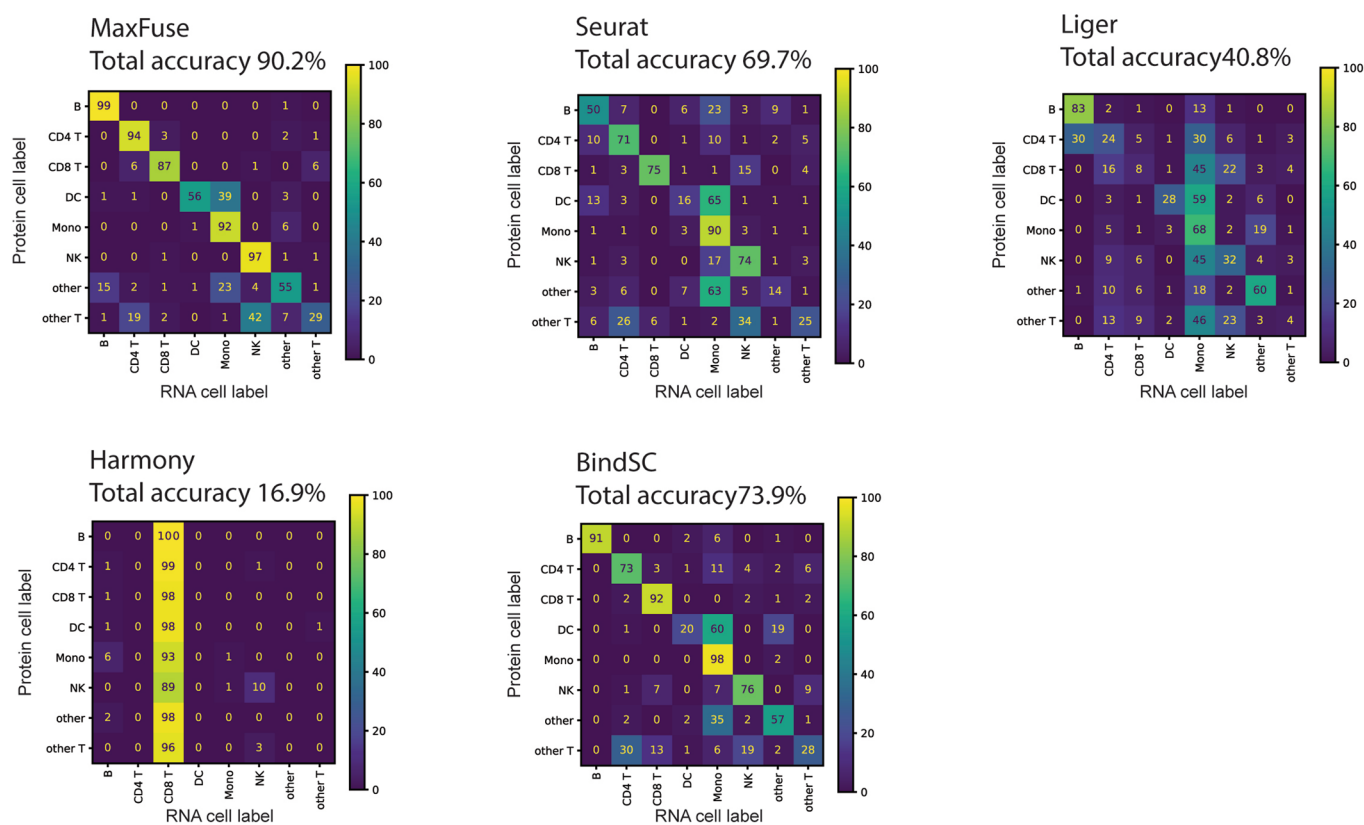 MaxFuse
Total accuracy 90.2%
Protein cell label
B 99 0 0 0 0 0 1 0
CD4 T 0 94 3 0 0 0 2 1
CD8 T 0 6 87 0 0 1 0 6
DC 1 1 0 56 39 0 3 0
Mono 0 0 0 1 92 0 6 0
NK 0 0 1 0 0 97 1 1
other 15 2 1 1 23 4 55 1
other T 1 19 2 0 1 42 7 29
B CD4 T CD8 T DC Mono NK other other T
RNA cell label
100
80
60
40
20
0
Seurat
Total accuracy 69.7%
Protein cell label
B 50 7 0 6 23 3 9 1
CD4 T 10 71 0 1 10 1 2 5
CD8 T 1 3 75 1 1 15 0 4
DC 13 3 0 16 65 1 1 1
Mono 1 1 0 3 90 3 1 1
NK 1 3 0 0 17 74 1 3
other 3 6 0 7 63 5 14 1
other T 6 26 6 1 2 34 1 25
B CD4 T CD8 T DC Mono NK other other T
RNA cell label
100
80
60
40
20
0
Liger
Total accuracy40.8%
Protein cell label
B 83 2 1 0 13 1 0 0
CD4 T 30 24 5 1 30 6 1 3
CD8 T 0 16 8 1 45 22 3 4
DC 0 3 1 28 59 2 6 0
Mono 0 5 1 3 68 2 19 1
NK 0 9 6 0 45 32 4 3
other 1 10 6 1 18 2 60 1
other T 0 13 9 2 46 23 3 4
B CD4 T CD8 T DC Mono NK other other T
RNA cell label
100
80
60
40
20
0
Harmony
Total accuracy 16.9%
Protein cell label
B 0 0 100 0 0 0 0 0
CD4 T 1 0 99 0 0 1 0 0
CD8 T 1 0 98 0 0 0 0 0
DC 1 0 98 0 0 0 0 1
Mono 6 0 93 0 1 0 0 0
NK 0 0 89 0 1 10 0 0
other 2 0 98 0 0 0 0 0
other T 0 0 96 0 0 3 0 0
B CD4 T CD8 T DC Mono NK other other T
RNA cell label
100
80
60
40
20
0
BindSC
Total accuracy73.9%
Protein cell label
B 91 0 0 2 6 0 1 0
CD4 T 0 73 3 1 11 4 2 6
CD8 T 0 2 92 0 0 2 1 2
DC 0 1 0 20 60 0 19 0
Mono 0 0 0 0 98 0 2 0
NK 0 1 7 0 7 76 0 9
other 0 2 0 2 35 2 57 1
other T 0 30 13 1 6 19 2 28
B CD4 T CD8 T DC Mono NK other other T
RNA cell label
100
80
60
40
20
0